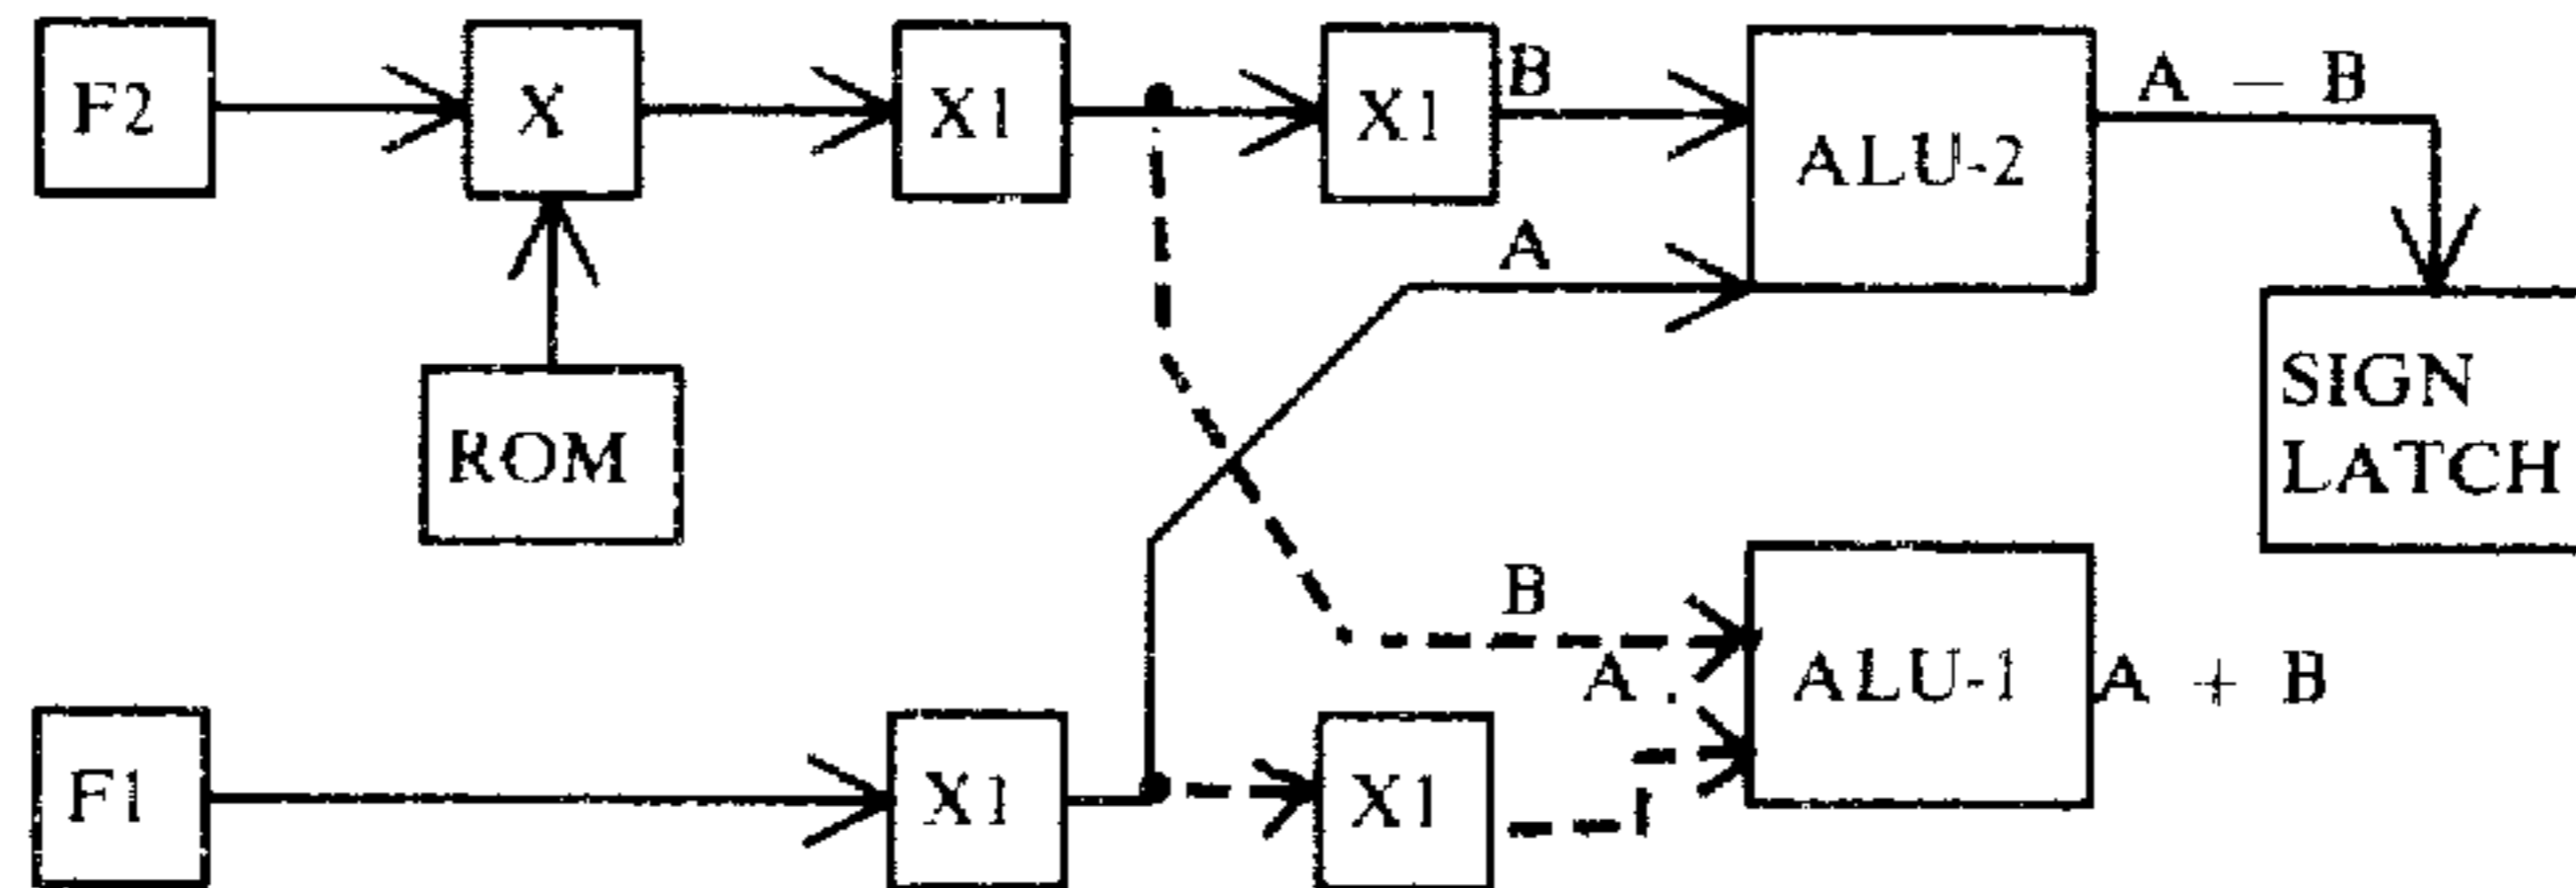 F2
X
X1
X1
B
ALU-2
A – B
A
ROM
SIGN
LATCH
B
A
ALU-1
A + B
F1
X1
X1